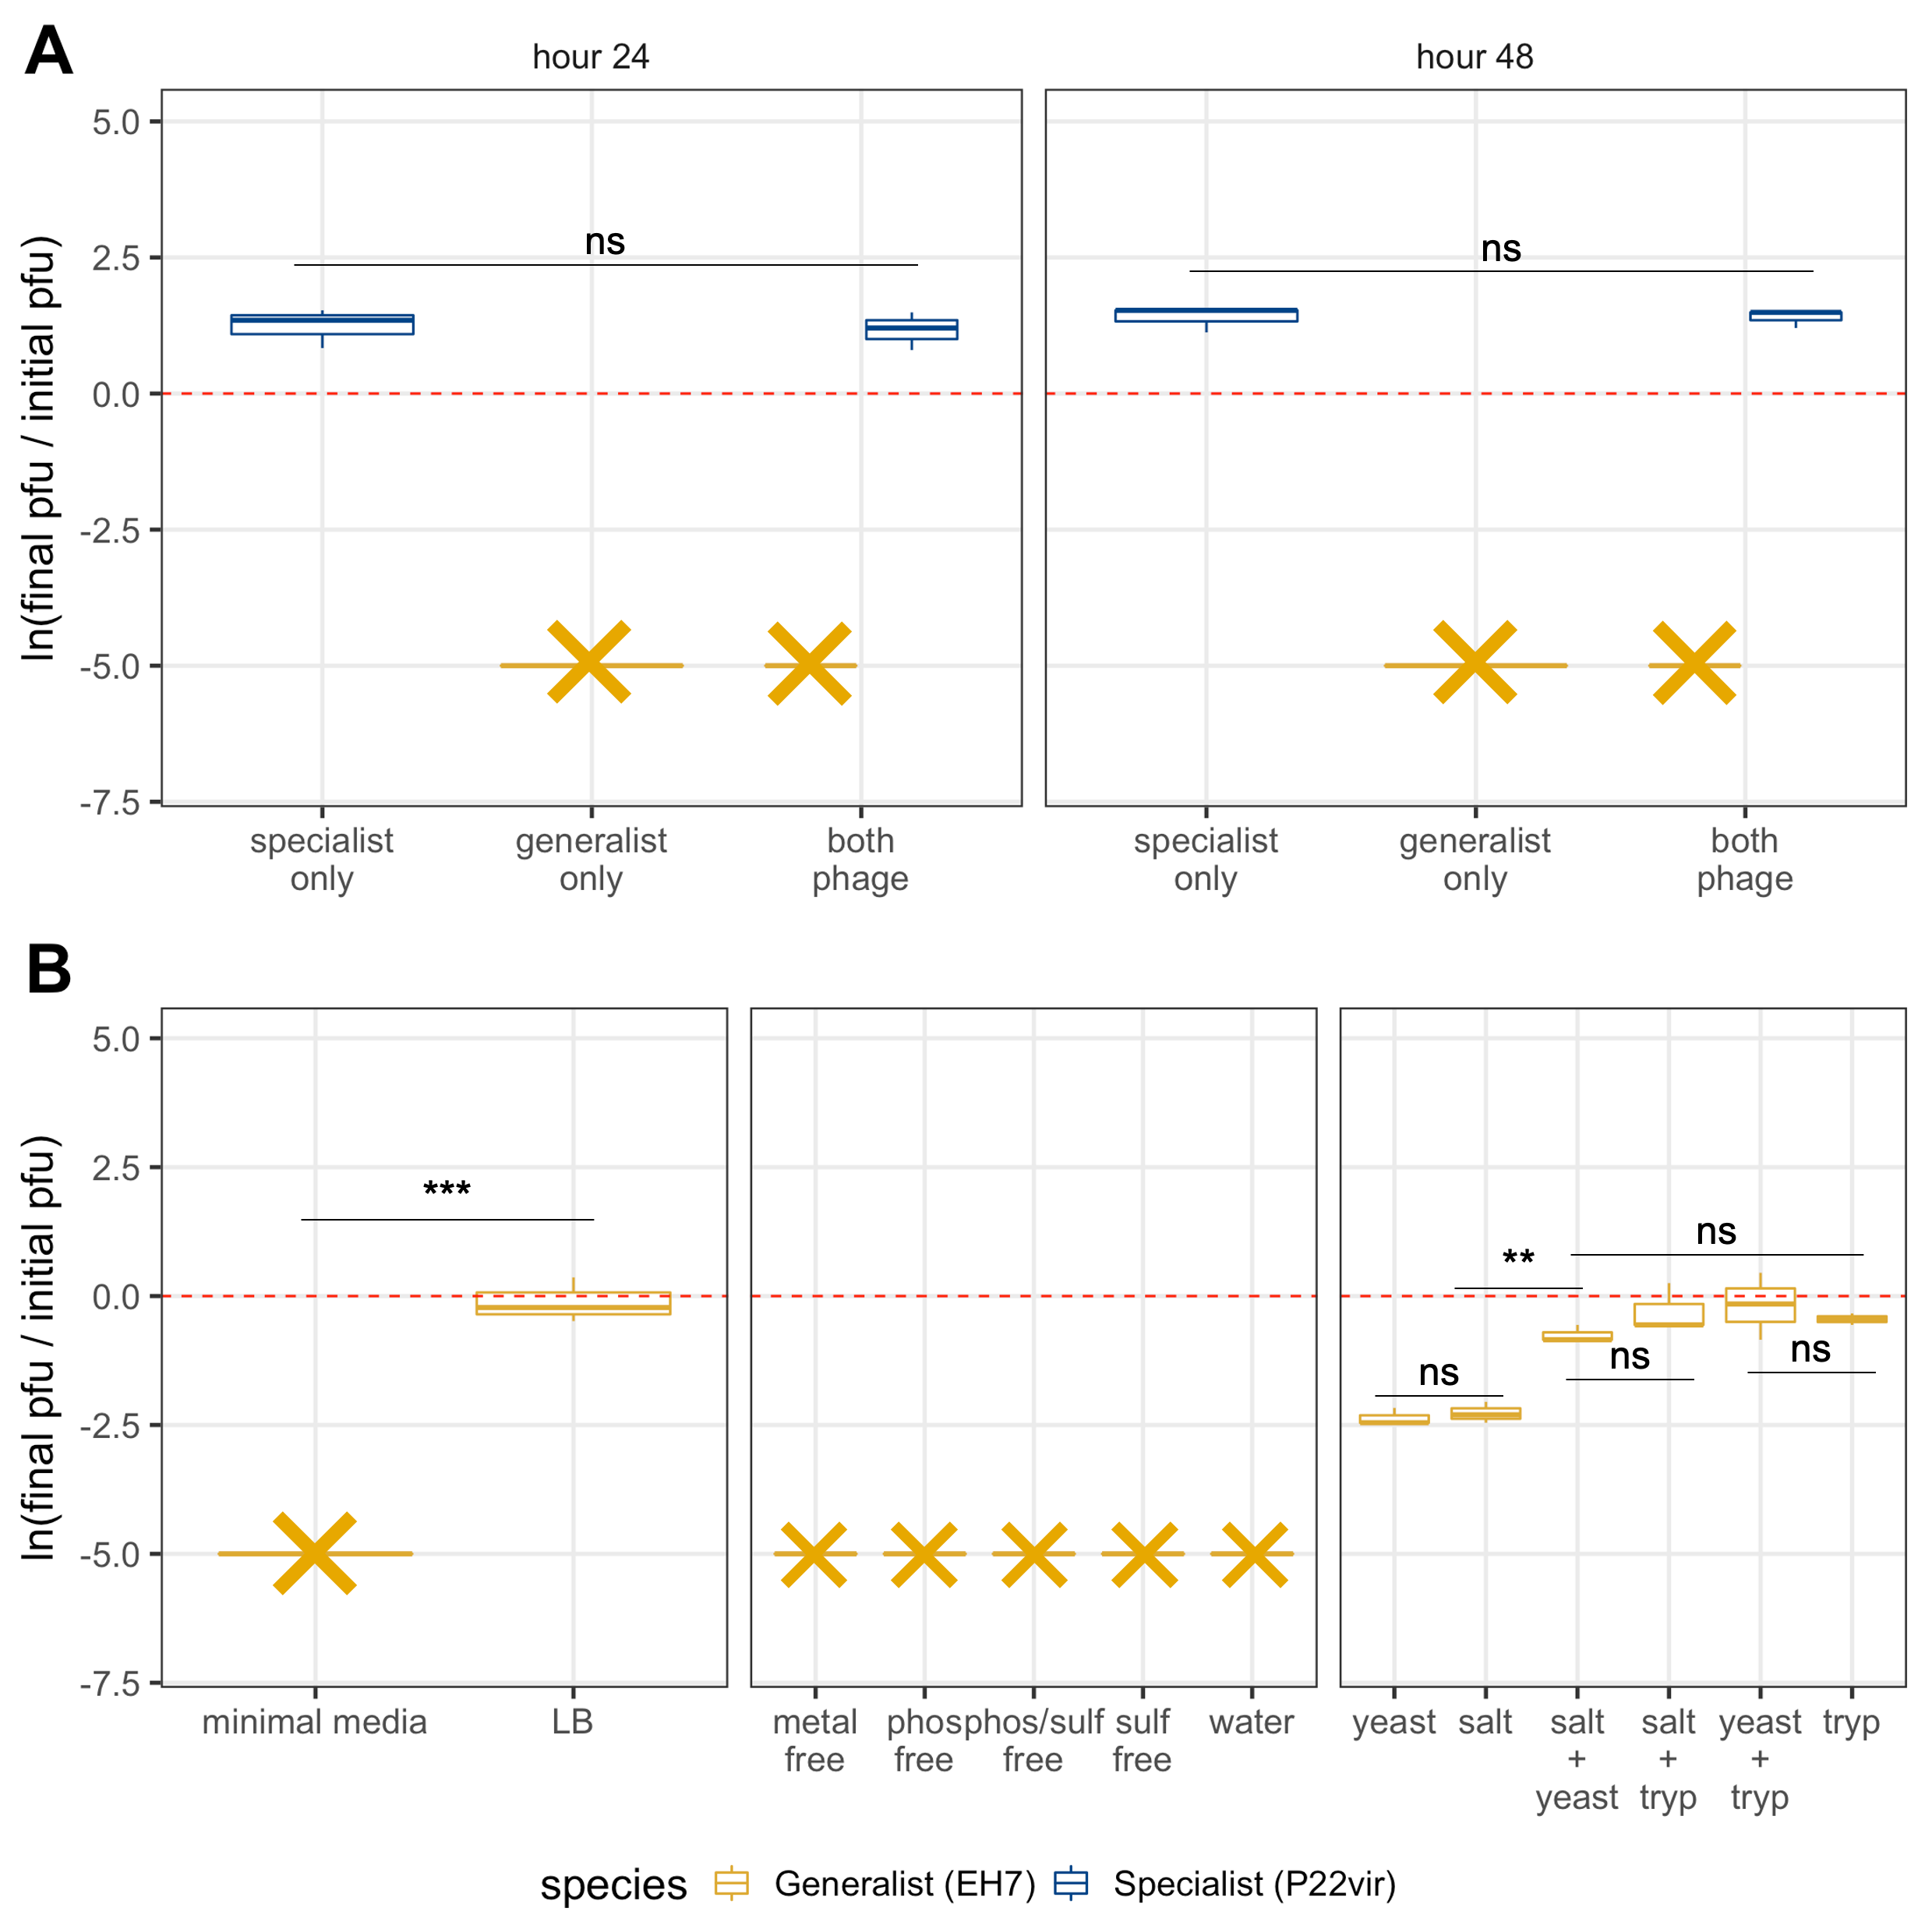 A
hour 24
hour 48
ln(final pfu / initial pfu)
5.0
2.5
0.0
-2.5
-5.0
-7.5
ns
ns
specialist
only
generalist
only
both
phage
specialist
only
generalist
only
both
phage
B
ln(final pfu / initial pfu)
5.0
2.5
0.0
-2.5
-5.0
-7.5
***
**
ns
ns
ns
ns
minimal media
LB
metal
free
phos
free
phos/sulf
free
sulf
free
water
yeast
salt
salt
+
yeast
salt
+
tryp
yeast
+
tryp
tryp
species
Generalist (EH7)
Specialist (P22vir)